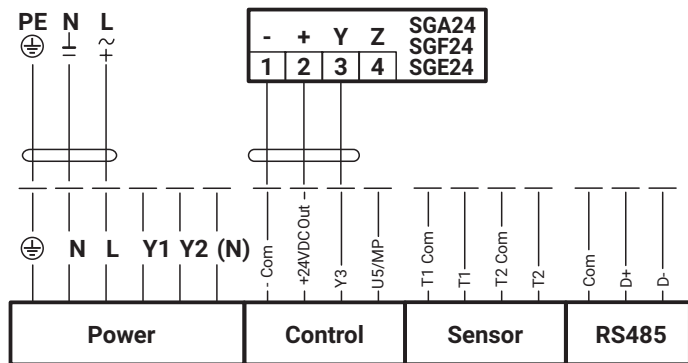 PE N L
- + Y Z
1 2 3 4
SGA24
SGF24
SGE24
N L Y1 Y2 (N)
- Com
+24VDC Out
Y3
U5/MP
T1 Com
T1
T2 Com
T2
Com
D+
D-
Power
Control
Sensor
RS485